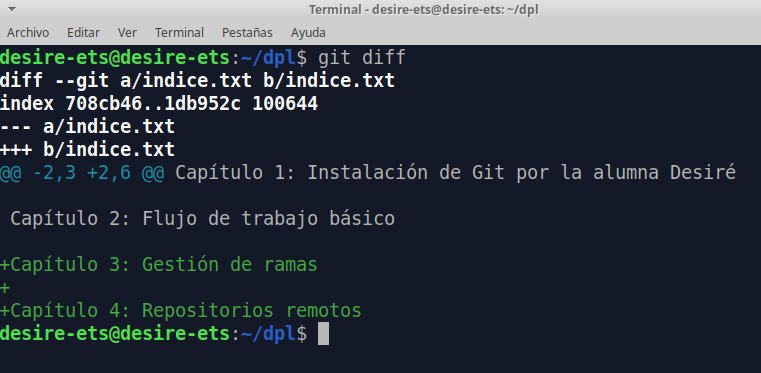 Terminal - desire-ets@desire-ets: ~/dpl
Archivo Editar Ver Terminal Pestañas Ayuda
desire-ets@desire-ets:~/dpl$ git diff
diff --git a/indice.txt b/indice.txt
index 708cb46..1db952c 100644
--- a/indice.txt
+++ b/indice.txt
@@ -2,3 +2,6 @@ Capítulo 1: Instalación de Git por la alumna Desiré
Capítulo 2: Flujo de trabajo básico
+Capítulo 3: Gestión de ramas
+
+Capítulo 4: Repositorios remotos
desire-ets@desire-ets:~/dpl$